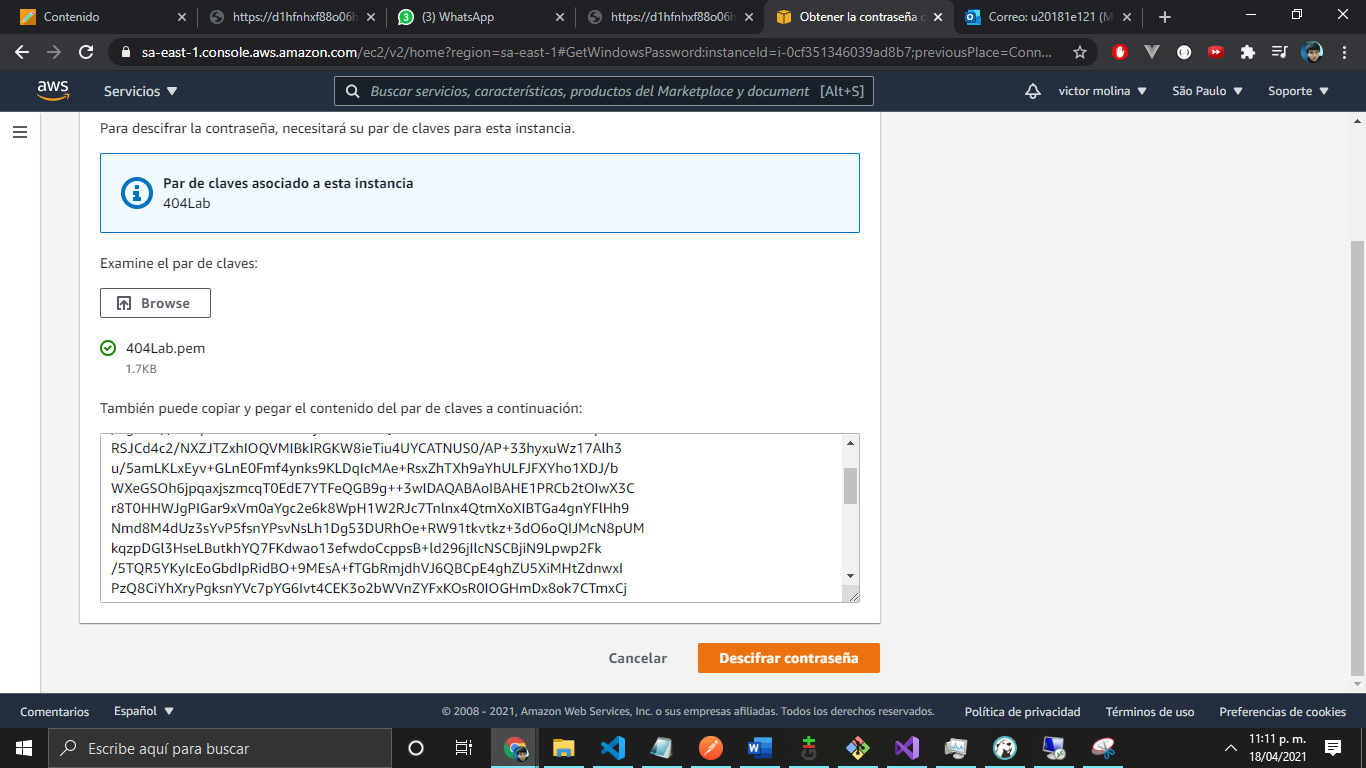 Contenido
https://d1hfnhxf88o06h
(3) WhatsApp
https://d1hfnhxf88o06h
Obtener la contraseña
Correo: u20181e121 (M
sa-east-1.console.aws.amazon.com/ec2/v2/home?region=sa-east-1#GetWindowsPassword:instanceId=i-0cf351346039ad8b7;previousPlace=Conn...
aws
Servicios
Buscar servicios, características, productos del Marketplace y document [Alt+S]
victor molina
São Paulo
Soporte
Para descifrar la contraseña, necesitará su par de claves para esta instancia.
Par de claves asociado a esta instancia
404Lab
Examine el par de claves:
Browse
404Lab.pem
1.7KB
También puede copiar y pegar el contenido del par de claves a continuación:
RSJCd4c2/NXZJTZxhIOQVMIBkIRGKW8ieTiu4UYCATNUS0/AP+33hyxuWz17Alh3
u/5amLKLxEyv+GLnE0Fmf4ynks9KLDqIcMAe+RsxZhTXh9aYhULFJFXYho1XDJ/b
WXeGSOh6jpqaxjszmcqT0EdE7YTFeQGB9g++3wIDAQABAoIBAHE1PRCb2tOIwX3C
r8T0HHWJgPIGar9xVm0aYgc2e6k8WpH1W2RJc7Tnlnx4QtmXoXIBTGa4gnYFlHh9
Nmd8M4dUz3sYvP5fsnYPsvNsLh1Dg53DURhOe+RW91tkvtkz+3dO6oQIJMcN8pUM
kqzpDGl3HseLButkhYQ7FKdwao13efwdoCcppsB+ld296jIlcNSCBjiN9Lpwp2Fk
/5TQR5YKyIcEoGbdIpRidBO+9MEsA+fTGbRmjdhVJ6QBCpE4ghZU5XiMHtZdnwxI
PzQ8CiYhXryPgksnYVc7pYG6Ivt4CEK3o2bWVnZYFxKOsR0IOGHmDx8ok7CTmxCj
Cancelar
Descifrar contraseña
Comentarios
Español
© 2008 - 2021, Amazon Web Services, Inc. o sus empresas afiliadas. Todos los derechos reservados.
Política de privacidad
Términos de uso
Preferencias de cookies
Escribe aquí para buscar
11:11 p. m.
18/04/2021